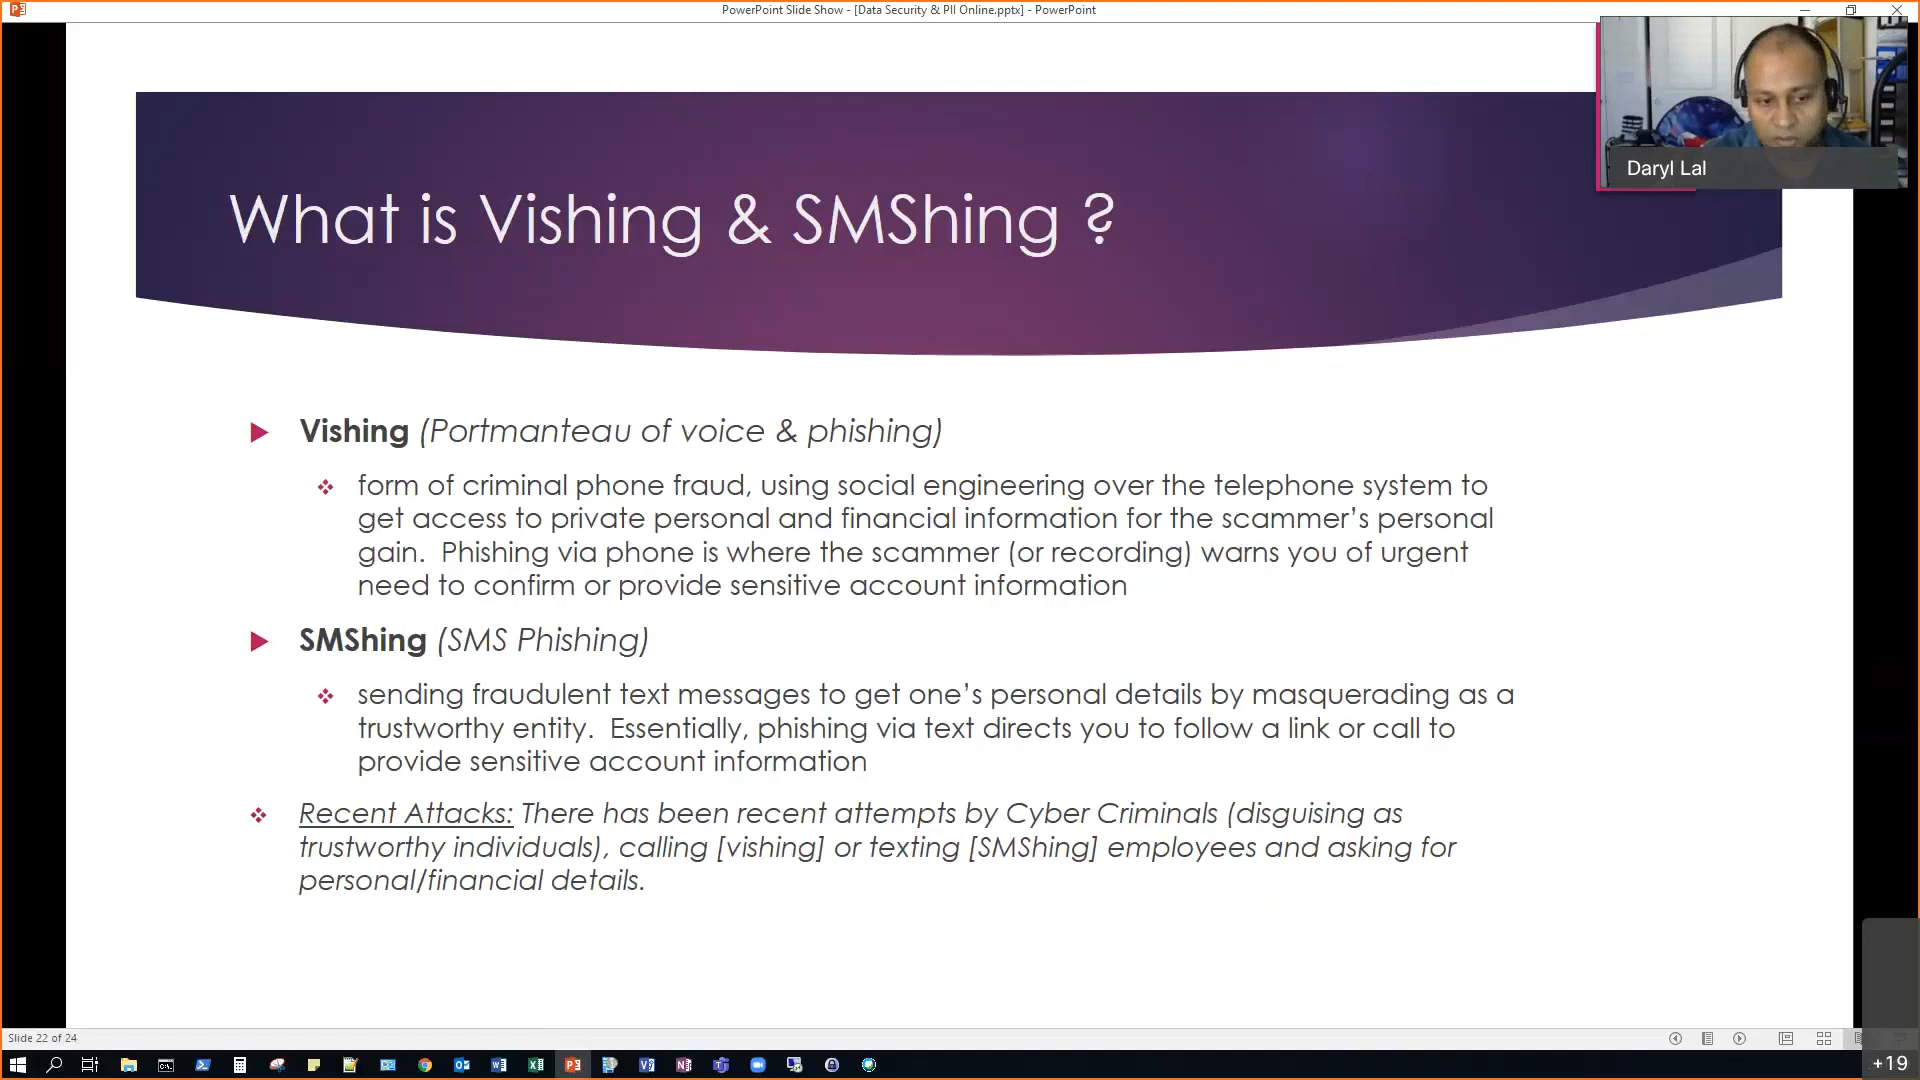 PowerPoint Slide Show - [Data Security & PII Online.pptx] - PowerPoint
Daryl Lal
What is Vishing & SMShing ?
Vishing (Portmanteau of voice & phishing)
form of criminal phone fraud, using social engineering over the telephone system to
get access to private personal and financial information for the scammer’s personal
gain.  Phishing via phone is where the scammer (or recording) warns you of urgent
need to confirm or provide sensitive account information
SMShing (SMS Phishing)
sending fraudulent text messages to get one’s personal details by masquerading as a
trustworthy entity.  Essentially, phishing via text directs you to follow a link or call to
provide sensitive account information
Recent Attacks: There has been recent attempts by Cyber Criminals (disguising as
trustworthy individuals), calling [vishing] or texting [SMShing] employees and asking for
personal/financial details.
Slide 22 of 24
+19